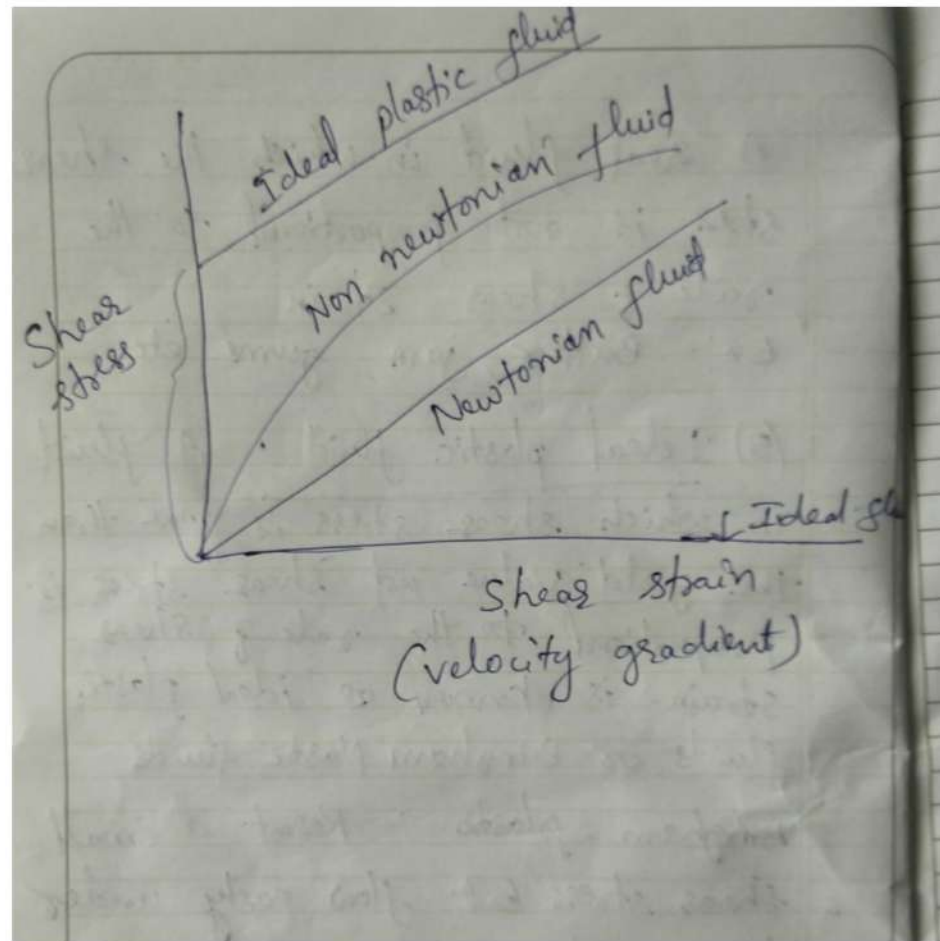 Ideal plastic fluid
Non newtonian fluid
Newtonian fluid
Shear
stress
Ideal
Shear strain
(velocity gradient)